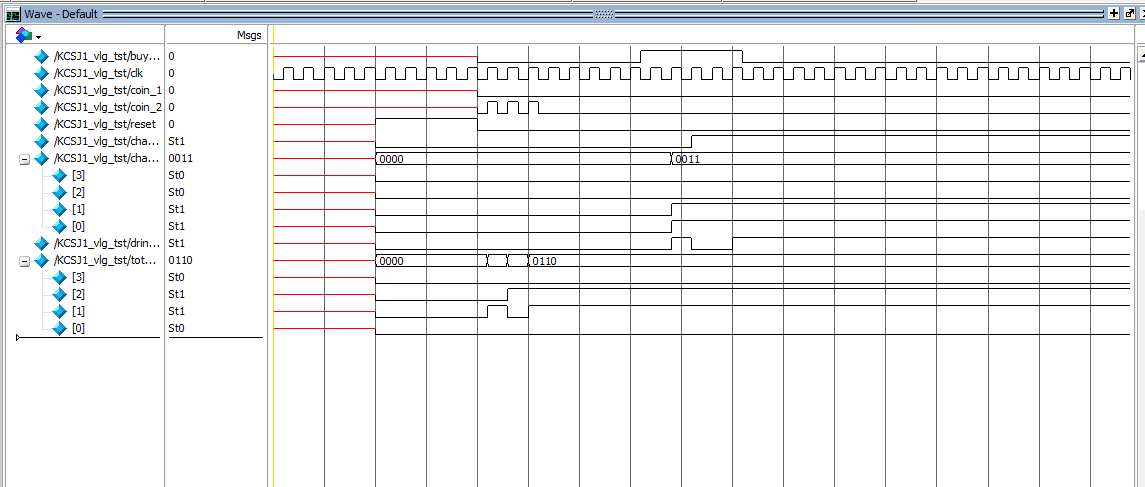 Wave - Default
Msgs
/KCSJ1_vlg_tst/buy... 0
/KCSJ1_vlg_tst/clk 0
/KCSJ1_vlg_tst/coin_1 0
/KCSJ1_vlg_tst/coin_2 0
/KCSJ1_vlg_tst/reset 0
/KCSJ1_vlg_tst/cha... St1
/KCSJ1_vlg_tst/cha... 0011 0000 0011
[3] St0
[2] St0
[1] St1
[0] St1
/KCSJ1_vlg_tst/drin... St1
/KCSJ1_vlg_tst/tot... 0110 0000 0110
[3] St0
[2] St1
[1] St1
[0] St0